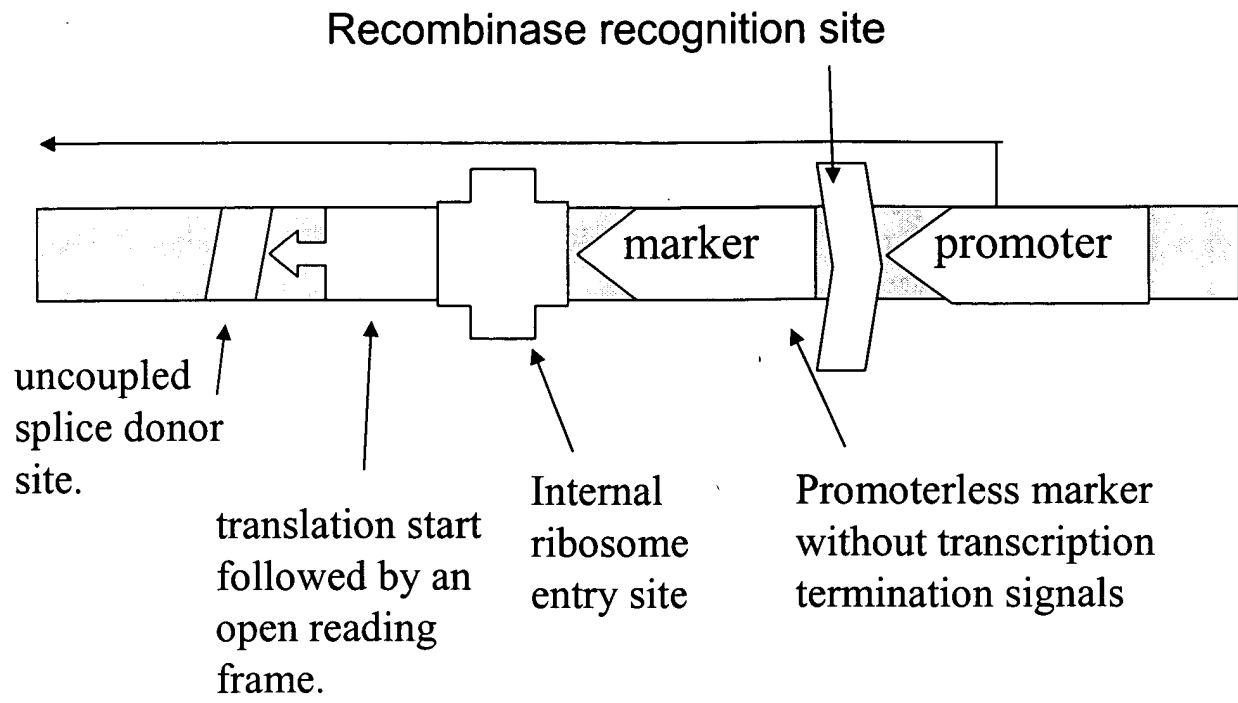 Recombinase recognition site
marker
promoter
uncoupled
splice donor
site.
translation start
followed by an
open reading
frame.
Internal
ribosome
entry site
Promoterless marker
without transcription
termination signals